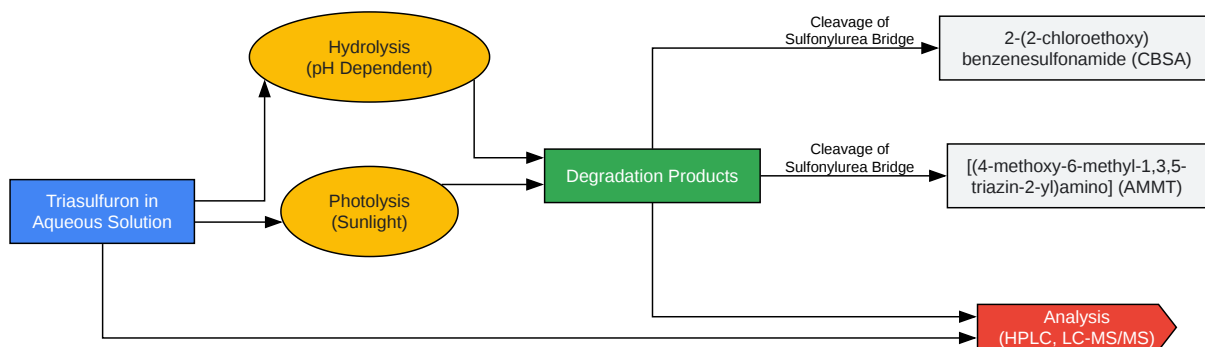 Triasulfuron in
Aqueous Solution
Hydrolysis
(pH Dependent)
Photolysis
(Sunlight)
Degradation Products
Cleavage of
Sulfonylurea Bridge
2-(2-chloroethoxy)
benzenesulfonamide (CBSA)
Cleavage of
Sulfonylurea Bridge
[(4-methoxy-6-methyl-1,3,5-
triazin-2-yl)amino] (AMMT)
Analysis
(HPLC, LC-MS/MS)